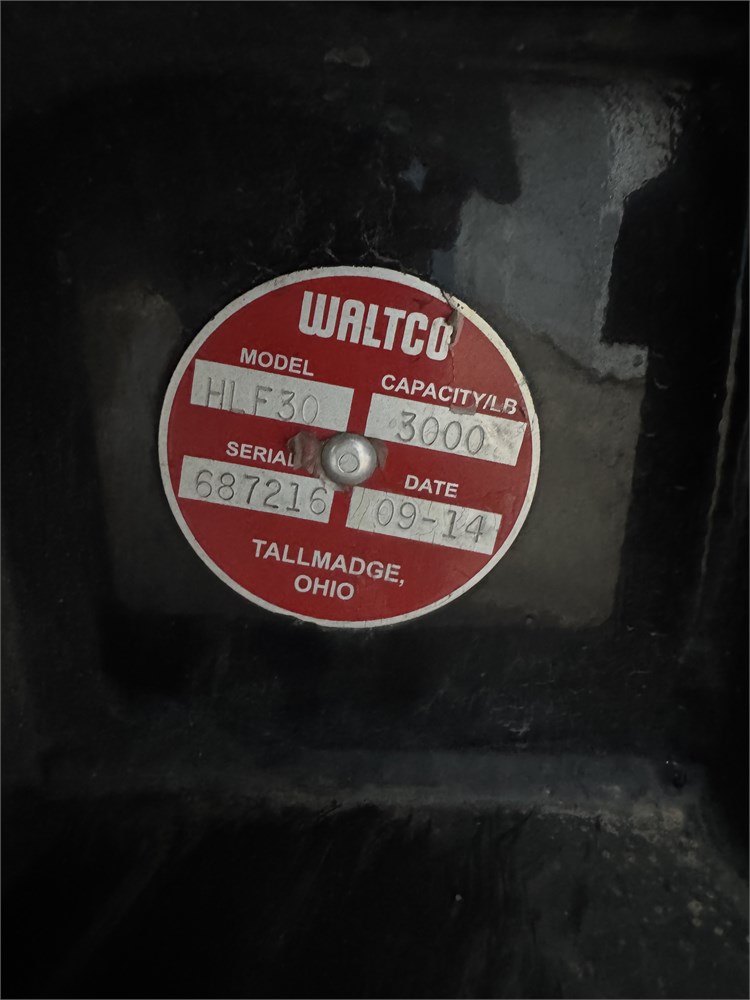 WALTCO
MODEL
CAPACITY/LB
HLF30
3000
SERIAL
DATE
687216
09-14
TALLMADGE,
OHIO